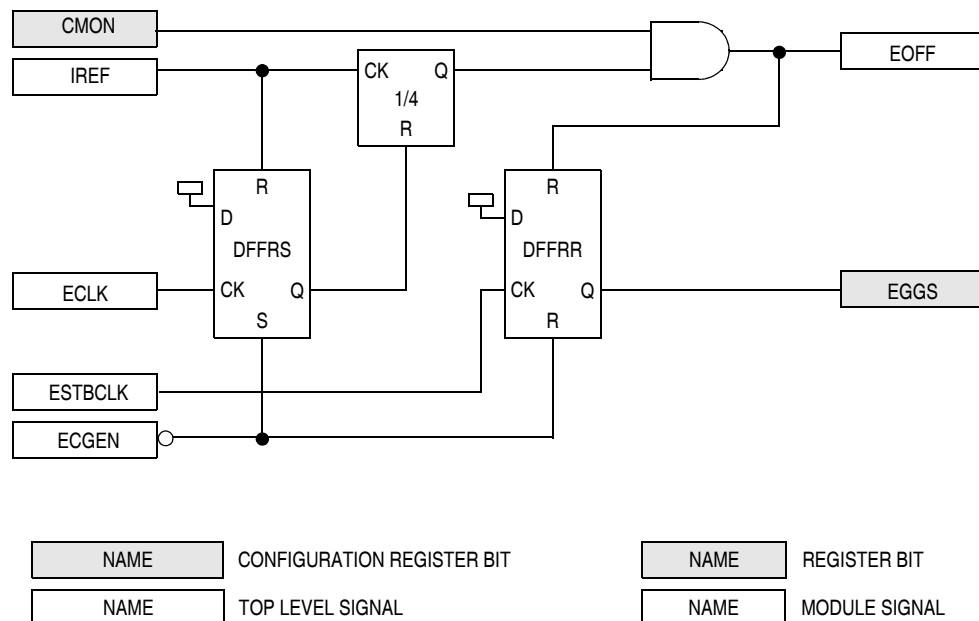 CMON
EOFF
IREF
CK Q
1/4
R
R
D
DFFRS
CK Q
S
R
D
DFFRR
CK Q
R
ECLK
EGGS
ESTBCLK
ECGEN
NAME CONFIGURATION REGISTER BIT
NAME REGISTER BIT
NAME TOP LEVEL SIGNAL
NAME MODULE SIGNAL